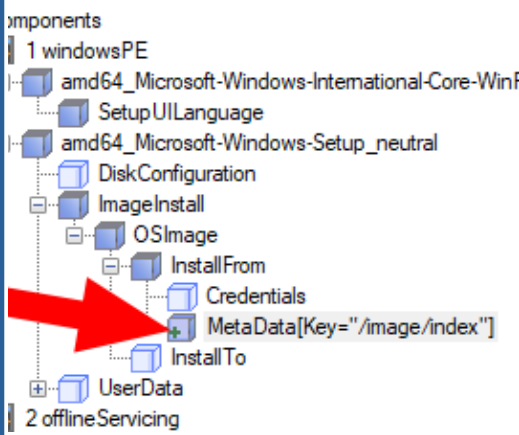 omponents
1 windowsPE
amd64_Microsoft-Windows-International-Core-WinP
SetupUILanguage
amd64_Microsoft-Windows-Setup_neutral
DiskConfiguration
ImageInstall
OSImage
InstallFrom
Credentials
MetaData[Key="/image/index"]
InstallTo
UserData
2 offlineServicing